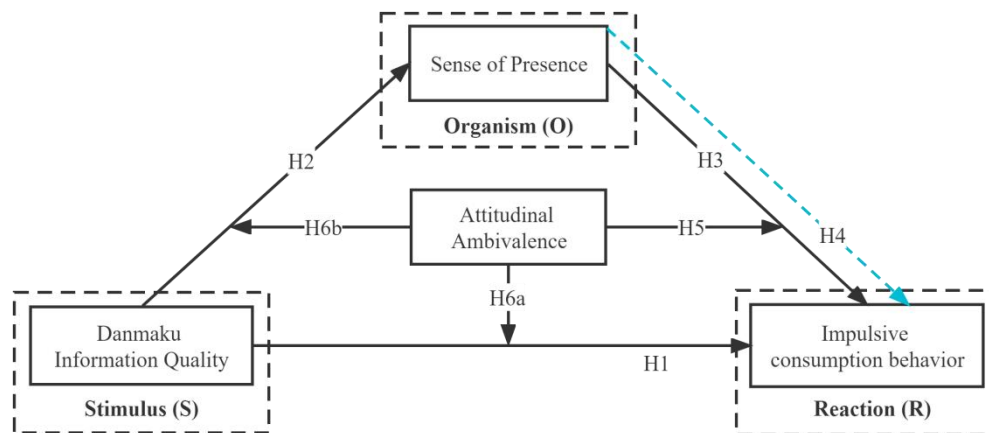 Sense of Presence
Organism (O)
H2
H3
Attitudinal
Ambivalence
H6b
H5
H4
H6a
Danmaku
Information Quality
Stimulus (S)
H1
Impulsive
consumption behavior
Reaction (R)